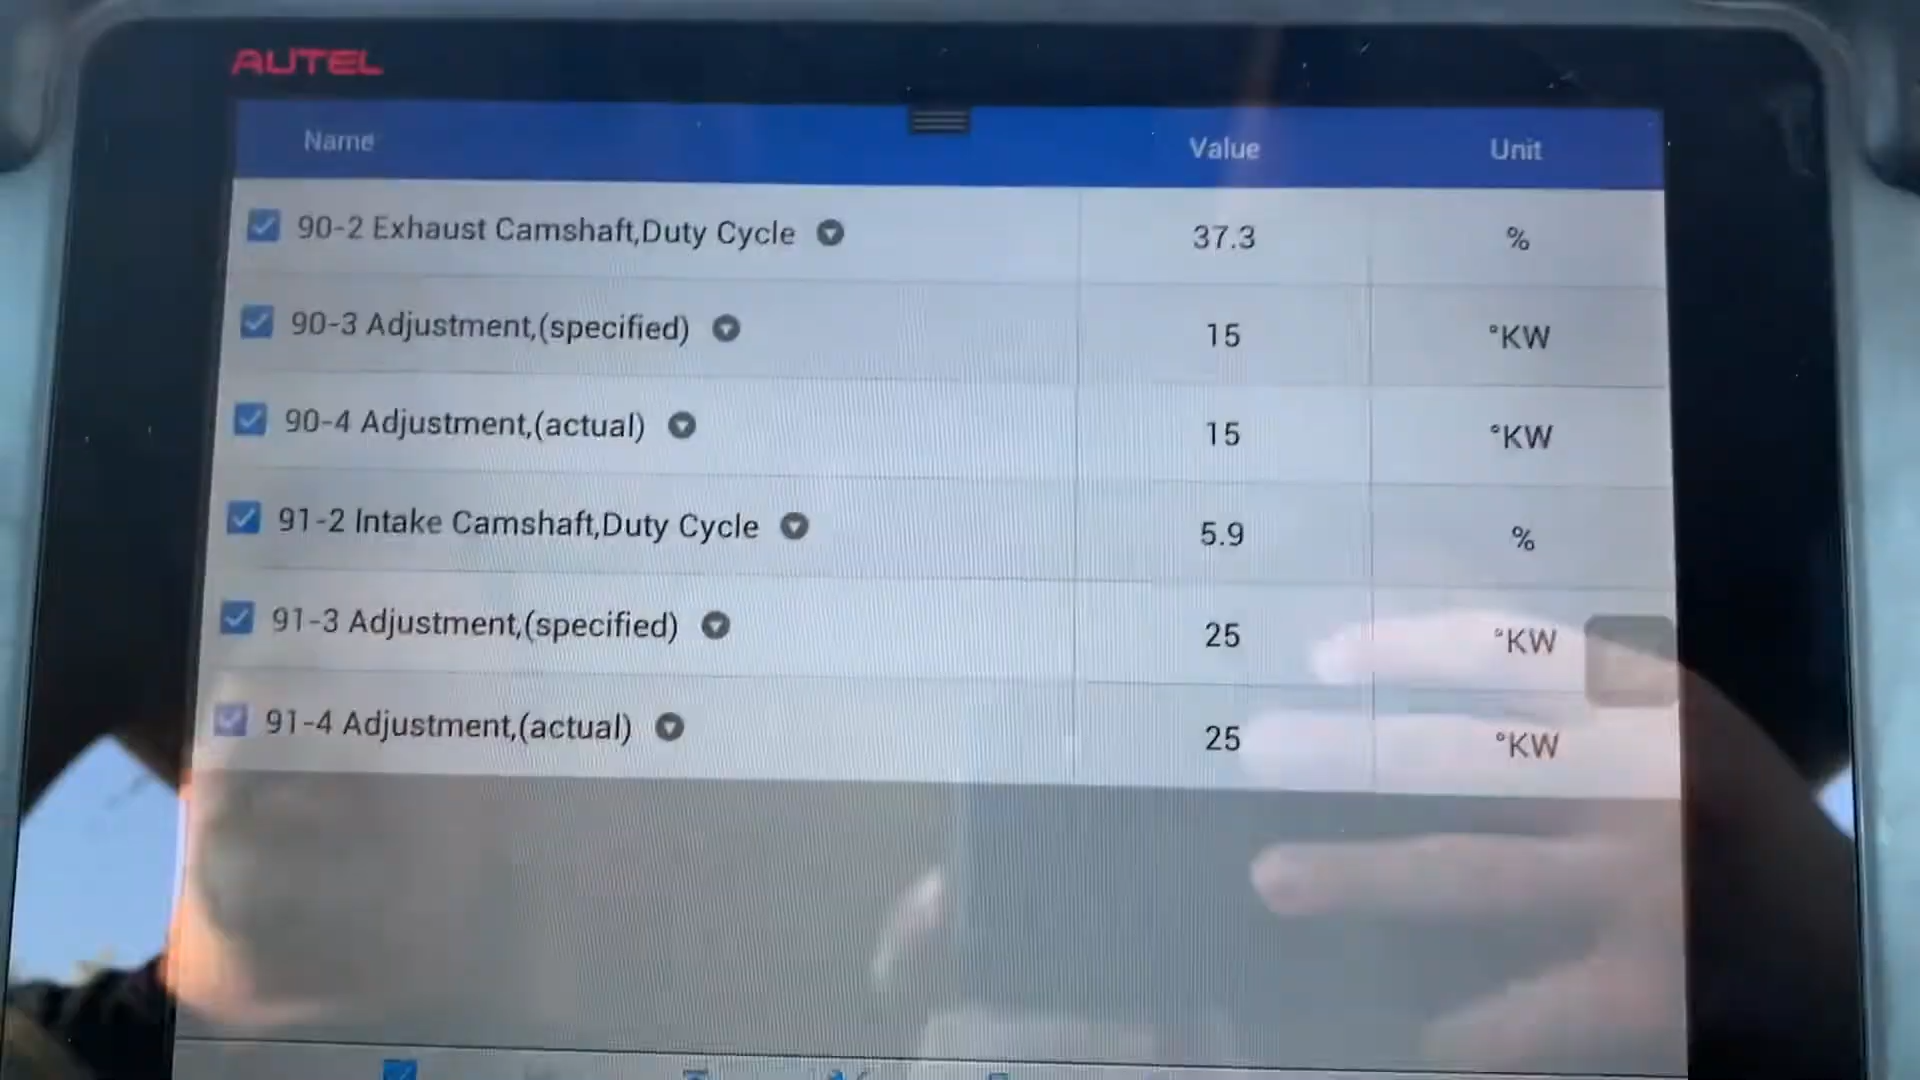 AUTEL
Name Value Unit
90-2 Exhaust Camshaft,Duty Cycle 37.3 %
90-3 Adjustment,(specified) 15 °KW
90-4 Adjustment,(actual) 15 °KW
91-2 Intake Camshaft,Duty Cycle 5.9 %
91-3 Adjustment,(specified) 25 °KW
91-4 Adjustment,(actual) 25 °KW